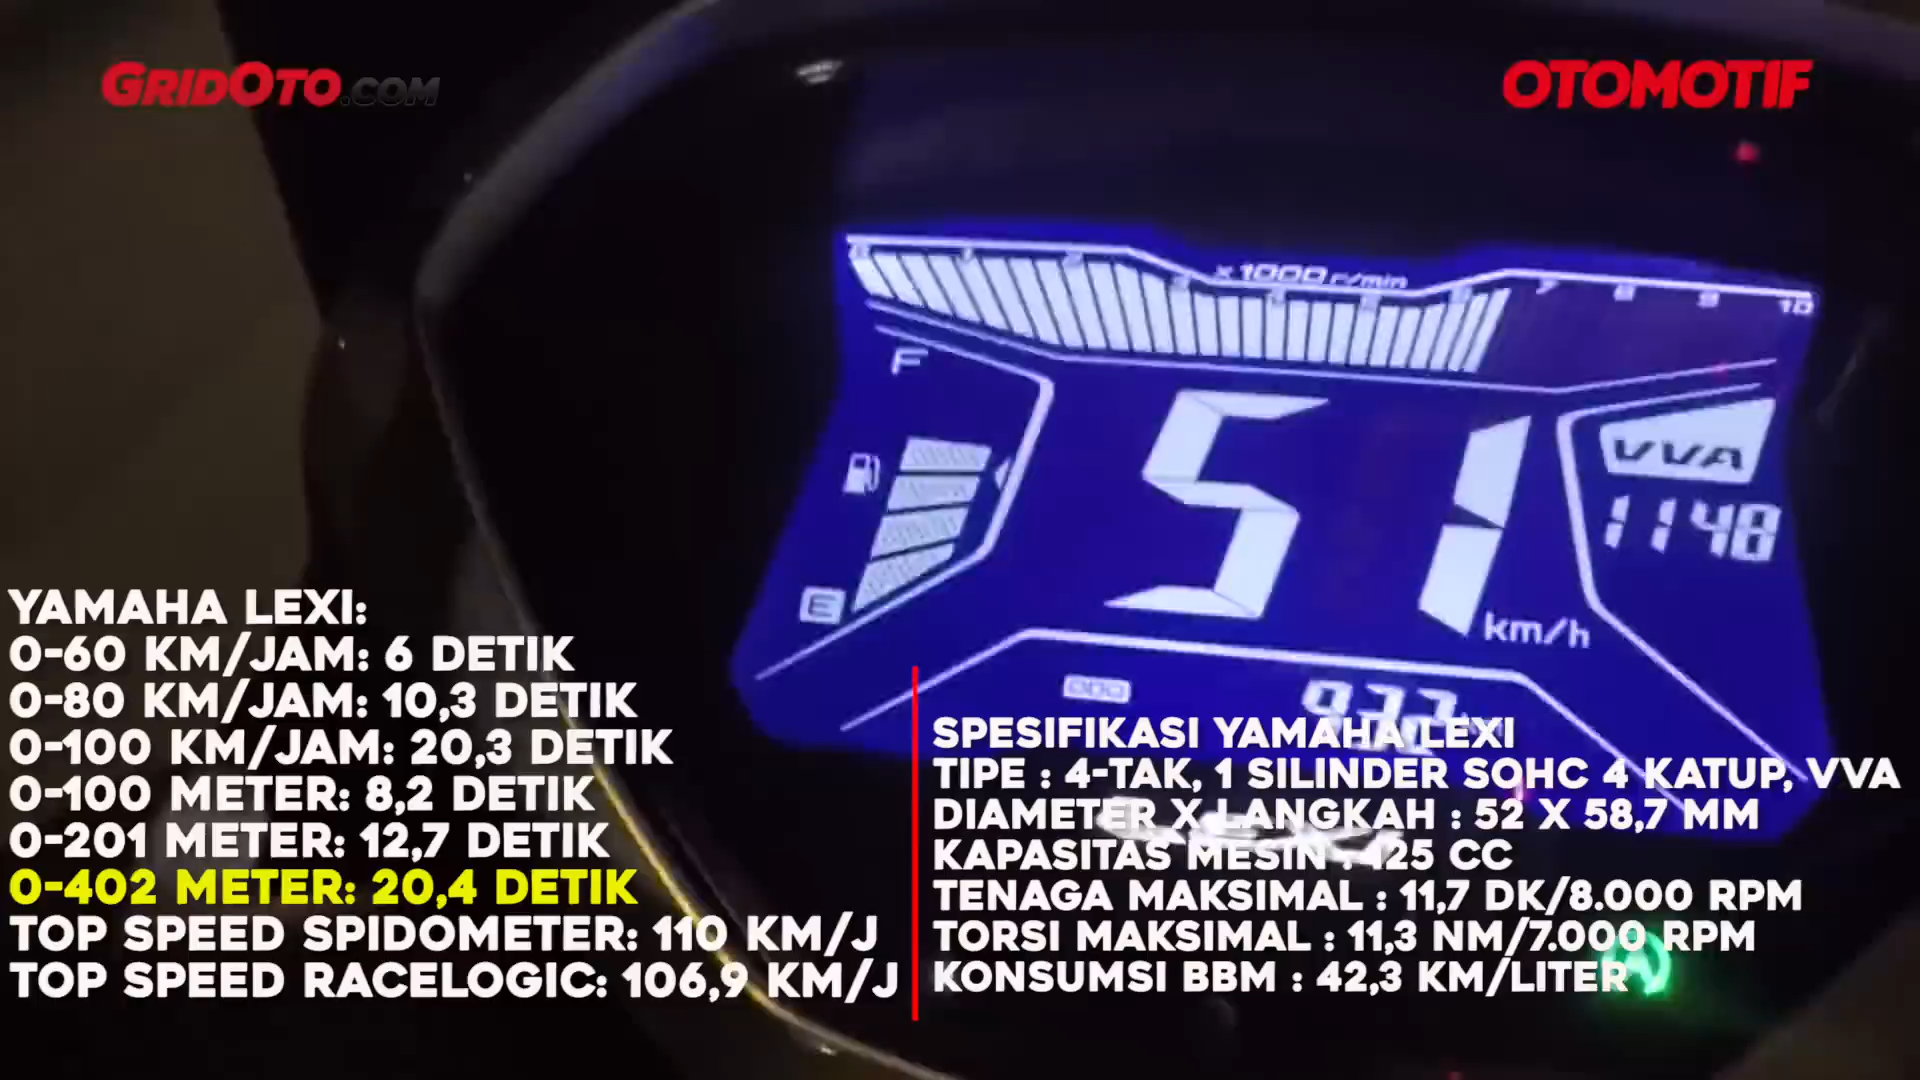 GRIDOTO.COM
OTOMOTIF
x1000 r/min
7 8 9 10
F
51
VVA
1148
E
km/h
ODO
932
YAMAHA LEXI:
0-60 KM/JAM: 6 DETIK
0-80 KM/JAM: 10,3 DETIK
0-100 KM/JAM: 20,3 DETIK
0-100 METER: 8,2 DETIK
0-201 METER: 12,7 DETIK
0-402 METER: 20,4 DETIK
TOP SPEED SPIDOMETER: 110 KM/J
TOP SPEED RACELOGIC: 106,9 KM/J
SPESIFIKASI YAMAHA LEXI
TIPE : 4-TAK, 1 SILINDER SOHC 4 KATUP, VVA
DIAMETER X LANGKAH : 52 X 58,7 MM
KAPASITAS MESIN : 125 CC
TENAGA MAKSIMAL : 11,7 DK/8.000 RPM
TORSI MAKSIMAL : 11,3 NM/7.000 RPM
KONSUMSI BBM : 42,3 KM/LITER